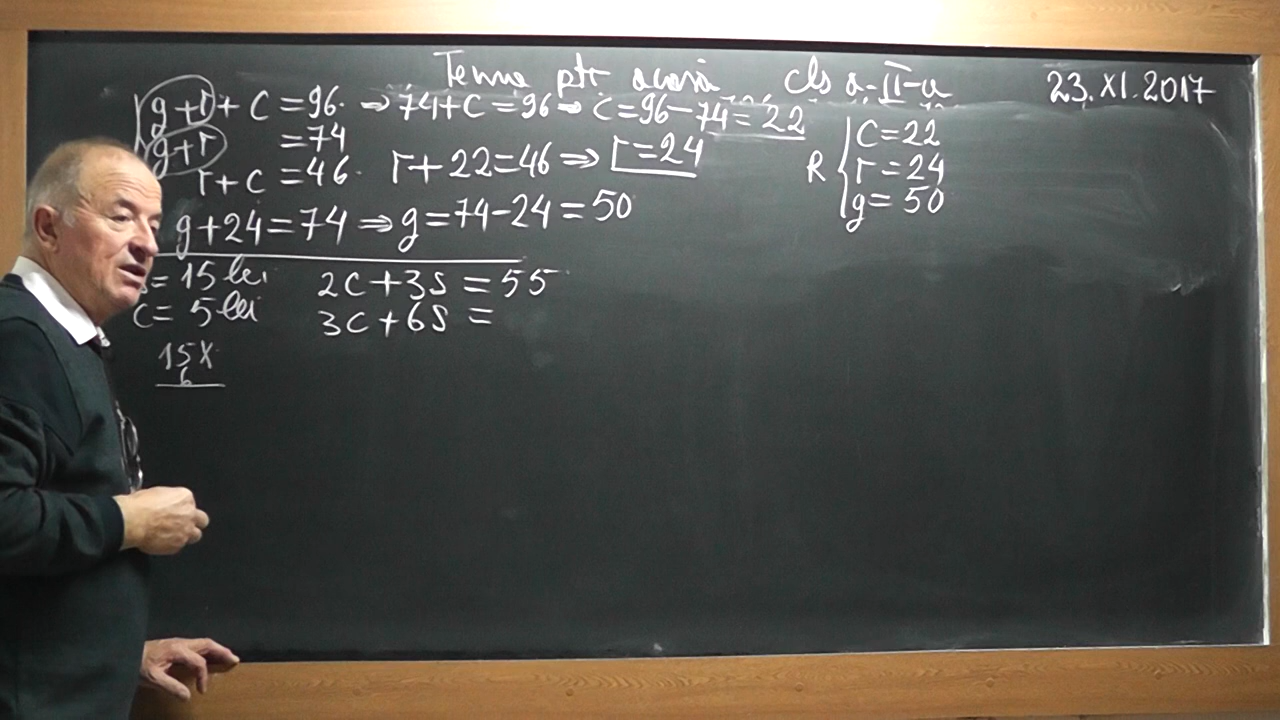 Tema ptr acasă cls a-II-a 23.XI.2017
g+r+c=96 ⇒ 74+c=96 ⇒ c=96-74=22
g+r =74
r+c=46 r+22=46 ⇒ r=24
g+24=74 ⇒ g=74-24=50
R { c=22
r=24
g=50
s=15 lei 2c+3s=55
c=5 lei 3c+6s=
15x
6